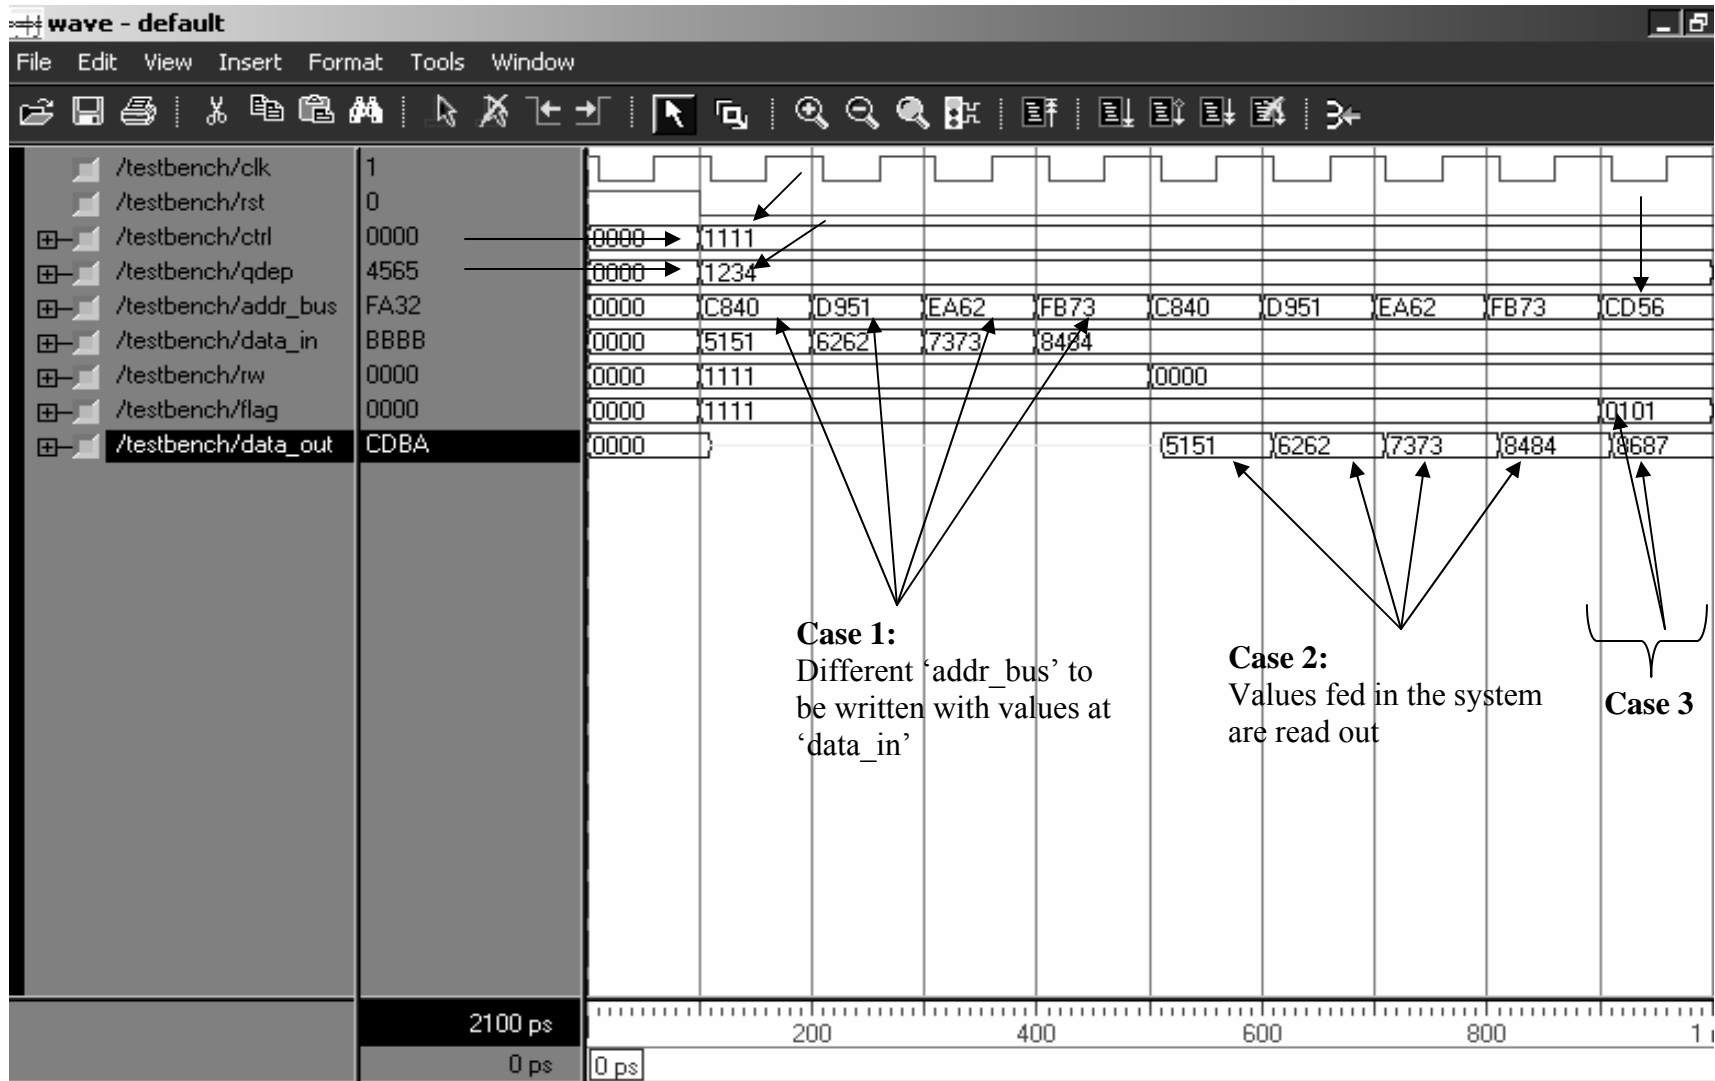 wave - default
File Edit View Insert Format Tools Window
/testbench/clk 1
/testbench/rst 0
/testbench/ctrl 0000 0000 1111
/testbench/qdep 4565 0000 1234
/testbench/addr_bus FA32 0000 C840 D951 EA62 FB73 C840 D951 EA62 FB73 CD56
/testbench/data_in BBBB 0000 5151 6262 7373 8484
/testbench/rw 0000 0000 1111 0000
/testbench/flag 0000 0000 1111 0101
/testbench/data_out CDBA 0000 5151 6262 7373 8484 8687
Case 1:
Different ‘addr_bus’ to
be written with values at
‘data_in’
Case 2:
Values fed in the system
are read out
Case 3
2100 ps 200 400 600 800 1
0 ps 0 ps